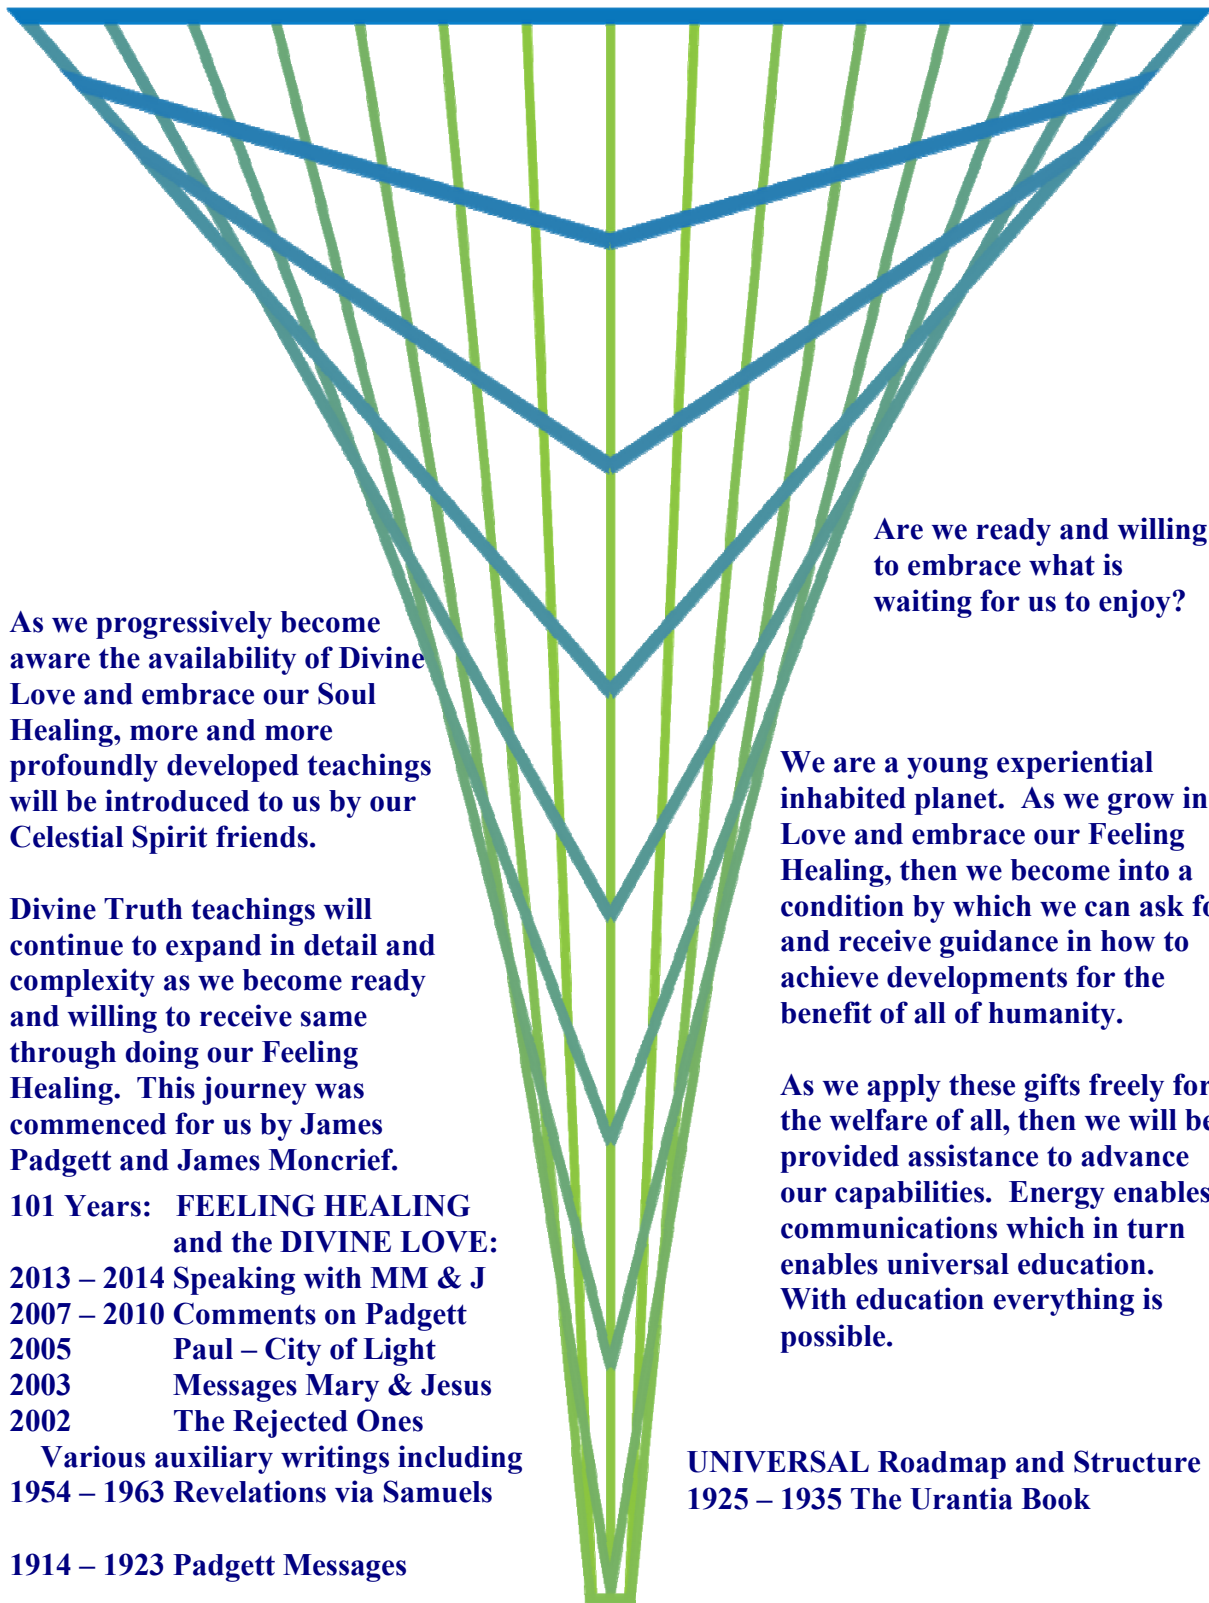 As we progressively become
aware the availability of Divine
Love and embrace our Soul
Healing, more and more
profoundly developed teachings
will be introduced to us by our
Celestial Spirit friends.
Divine Truth teachings will
continue to expand in detail and
complexity as we become ready
and willing to receive same
through doing our Feeling
Healing.  This journey was
commenced for us by James
Padgett and James Moncrief.
101 Years:   FEELING HEALING
and the DIVINE LOVE:
2013 – 2014 Speaking with MM & J
2007 – 2010 Comments on Padgett
2005 Paul – City of Light
2003 Messages Mary & Jesus
2002 The Rejected Ones
Various auxiliary writings including
1954 – 1963 Revelations via Samuels
1914 – 1923 Padgett Messages
Are we ready and willing
to embrace what is
waiting for us to enjoy?
We are a young experiential
inhabited planet.  As we grow in
Love and embrace our Feeling
Healing, then we become into a
condition by which we can ask fo
and receive guidance in how to
achieve developments for the
benefit of all of humanity.
As we apply these gifts freely for
the welfare of all, then we will be
provided assistance to advance
our capabilities.  Energy enables
communications which in turn
enables universal education.
With education everything is
possible.
UNIVERSAL Roadmap and Structure
1925 – 1935 The Urantia Book